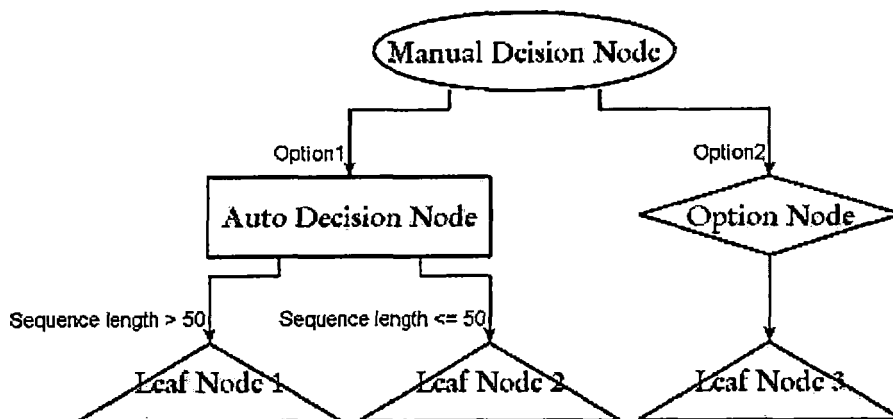 Manual Dcision Node
Option1
Option2
Auto Decision Node
Option Node
Sequence length > 50
Sequence length <= 50
Leaf Node 1
Leaf Node 2
Leaf Node 3